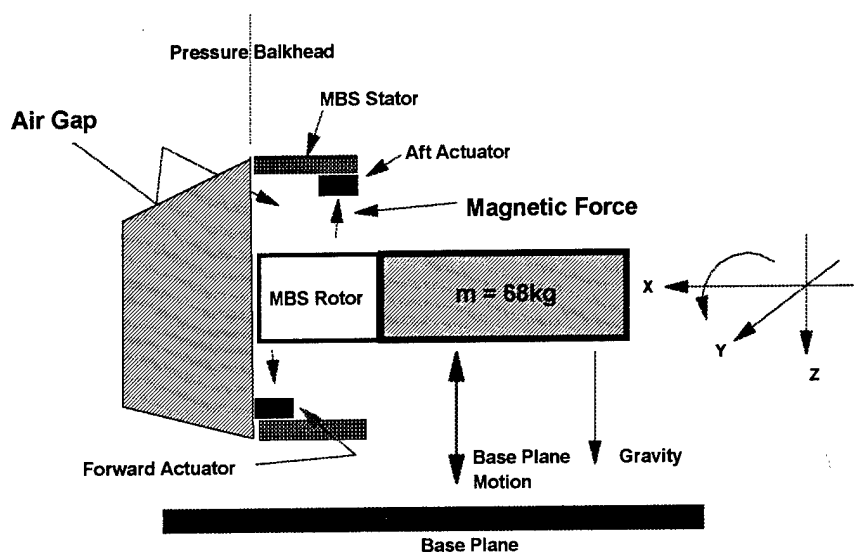 Pressure Balkhead
MBS Stator
Air Gap
Aft Actuator
Magnetic Force
MBS Rotor
m = 68kg
X
Y
Z
Forward Actuator
Base Plane
Motion
Gravity
Base Plane